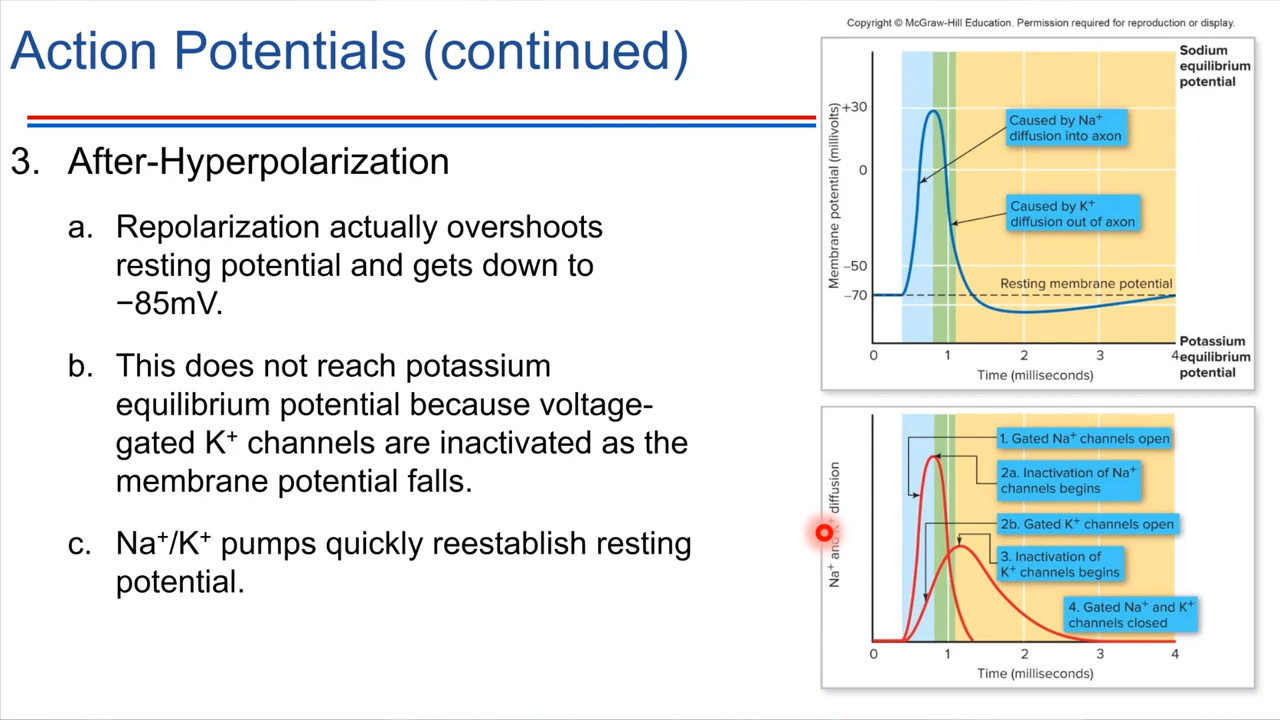 Copyright © McGraw-Hill Education. Permission required for reproduction or display.
Action Potentials (continued)
3. After-Hyperpolarization
a. Repolarization actually overshoots
resting potential and gets down to
−85mV.
b. This does not reach potassium
equilibrium potential because voltage-
gated K⁺ channels are inactivated as the
membrane potential falls.
c. Na⁺/K⁺ pumps quickly reestablish resting
potential.
Sodium
equilibrium
potential
Membrane potential (millivolts)
+30
0
−50
−70
Caused by Na⁺
diffusion into axon
Caused by K⁺
diffusion out of axon
Resting membrane potential
Potassium
equilibrium
potential
0 1 2 3 4
Time (milliseconds)
Na⁺ and K⁺ diffusion
1. Gated Na⁺ channels open
2a. Inactivation of Na⁺
channels begins
2b. Gated K⁺ channels open
3. Inactivation of
K⁺ channels begins
4. Gated Na⁺ and K⁺
channels closed
0 1 2 3 4
Time (milliseconds)